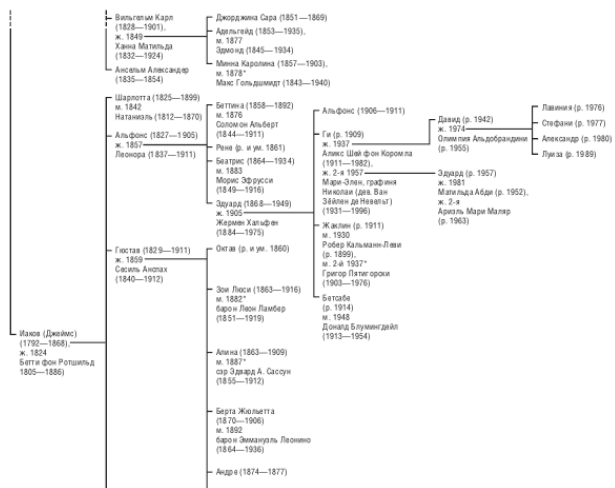 Вильгельм Карл
(1828—1901),
ж. 1849
Ханна Матильда
(1832—1924)
Ансельм Александер
(1835—1854)
Джорджина Сара (1851—1869)
Адельгейд (1853—1935),
м. 1877
Эдмонд (1845—1934)
Минна Каролина (1857—1903),
м. 1878*
Макс Гольдшмидт (1843—1940)
Иаков (Джеймс)
(1792—1868),
ж. 1824
Бетти фон Ротшильд
1805—1886)
Шарлотта (1825—1899)
м. 1842
Натаниэль (1812—1870)
Альфонс (1827—1905)
ж. 1857
Леонора (1837—1911)
Гюстав (1829—1911)
ж. 1859
Сесиль Анспах
(1840—1912)
Беттина (1858—1892)
м. 1876
Соломон Альберт
(1844—1911)
Рене (р. и ум. 1861)
Беатрис (1864—1934)
м. 1883
Морис Эфрусси
(1849—1916)
Эдуард (1868—1949)
ж. 1905
Жермен Хальфен
(1884—1975)
Октав (р. и ум. 1860)
Зои Люси (1863—1916)
м. 1882*
барон Леон Ламбер
(1851—1919)
Алина (1863—1909)
м. 1887*
сэр Эдвард А. Сассун
(1855—1912)
Берта Жюльетта
(1870—1906)
м. 1892
барон Эммануэль Леонино
(1864—1936)
Андре (1874—1877)
Альфонс (1906—1911)
Ги (р. 1909)
ж. 1937
Аликс Шей фон Коромла
(1911—1982),
ж. 2-я 1957
Мари-Элен, графиня
Николаи (дев. Ван
Зёйлен де Невельт)
(1931—1996)
Жаклин (р. 1911)
м. 1930
Робер Кальманн-Леви
(р. 1899),
м. 2-й 1937*
Григор Пятигорски
(1903—1976)
Бетсабе
(р. 1914)
м. 1948
Доналд Блумингдейл
(1913—1954)
Давид (р. 1942)
ж. 1974
Олимпия Альдобрандини
(р. 1955)
Эдуард (р. 1957)
ж. 1981
Матильда Абди (р. 1952),
ж. 2-я
Ариэль Мари Маляр
(р. 1963)
Лавиния (р. 1976)
Стефани (р. 1977)
Александр (р. 1980)
Луиза (р. 1989)